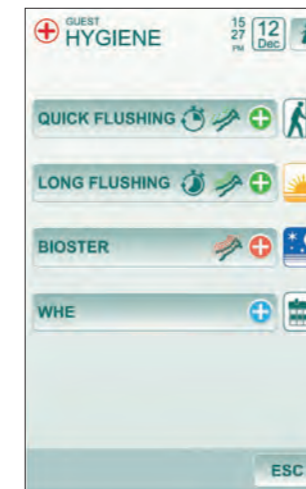 GUEST
HYGIENE
15
27
PM
12
Dec
QUICK FLUSHING
LONG FLUSHING
BIOSTER
WHE
ESC